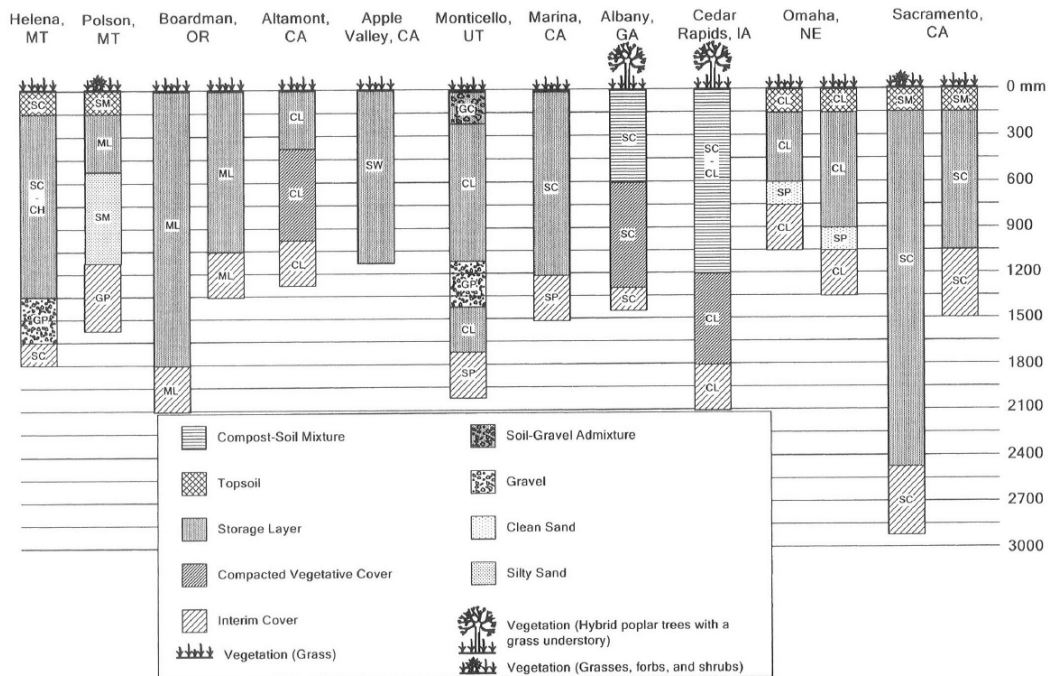 Helena, MT
Polson, MT
Boardman, OR
Altamont, CA
Apple Valley, CA
Monticello, UT
Marina, CA
Albany, GA
Cedar Rapids, IA
Omaha, NE
Sacramento, CA
SC
SC - CH
GP
SC
SM
ML
SM
GP
ML
ML
ML
ML
CL
CL
CL
SW
GC
CL
GP
CL
SP
SC
SP
SC
SC
SC
SC - CL
CL
CL
CL
CL
SP
CL
CL
CL
SP
CL
SM
SC
SC
SM
SC
SC
0 mm
300
600
900
1200
1500
1800
2100
2400
2700
3000
Compost-Soil Mixture
Topsoil
Storage Layer
Compacted Vegetative Cover
Interim Cover
Vegetation (Grass)
Soil-Gravel Admixture
Gravel
Clean Sand
Silty Sand
Vegetation (Hybrid poplar trees with a
grass understory)
Vegetation (Grasses, forbs, and shrubs)